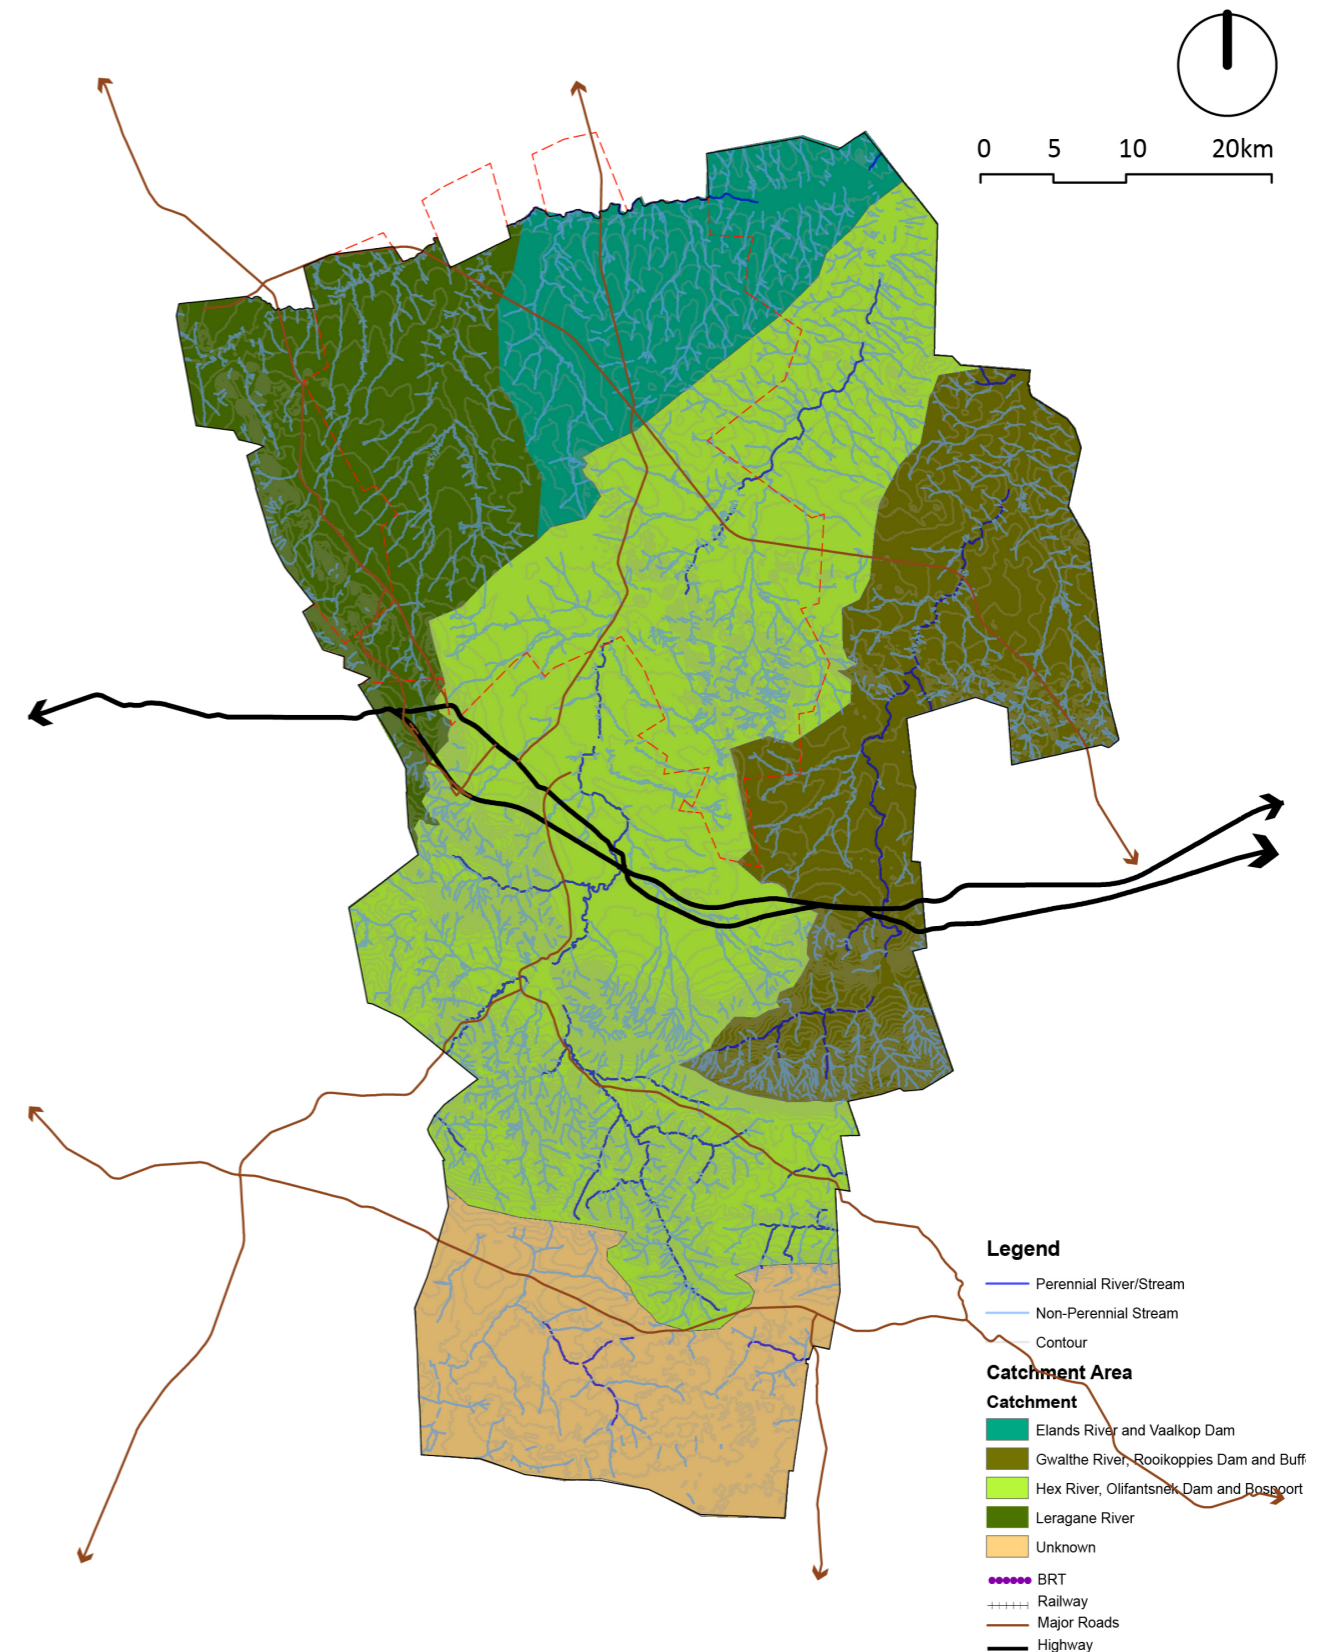 0 5 10 20km
Legend
Perennial River/Stream
Non-Perennial Stream
Contour
Catchment Area
Catchment
Elands River and Vaalkop Dam
Gwalthe River, Rooikoppies Dam and Buff
Hex River, Olifantsnek Dam and Bospoort
Leragane River
Unknown
BRT
Railway
Major Roads
Highway